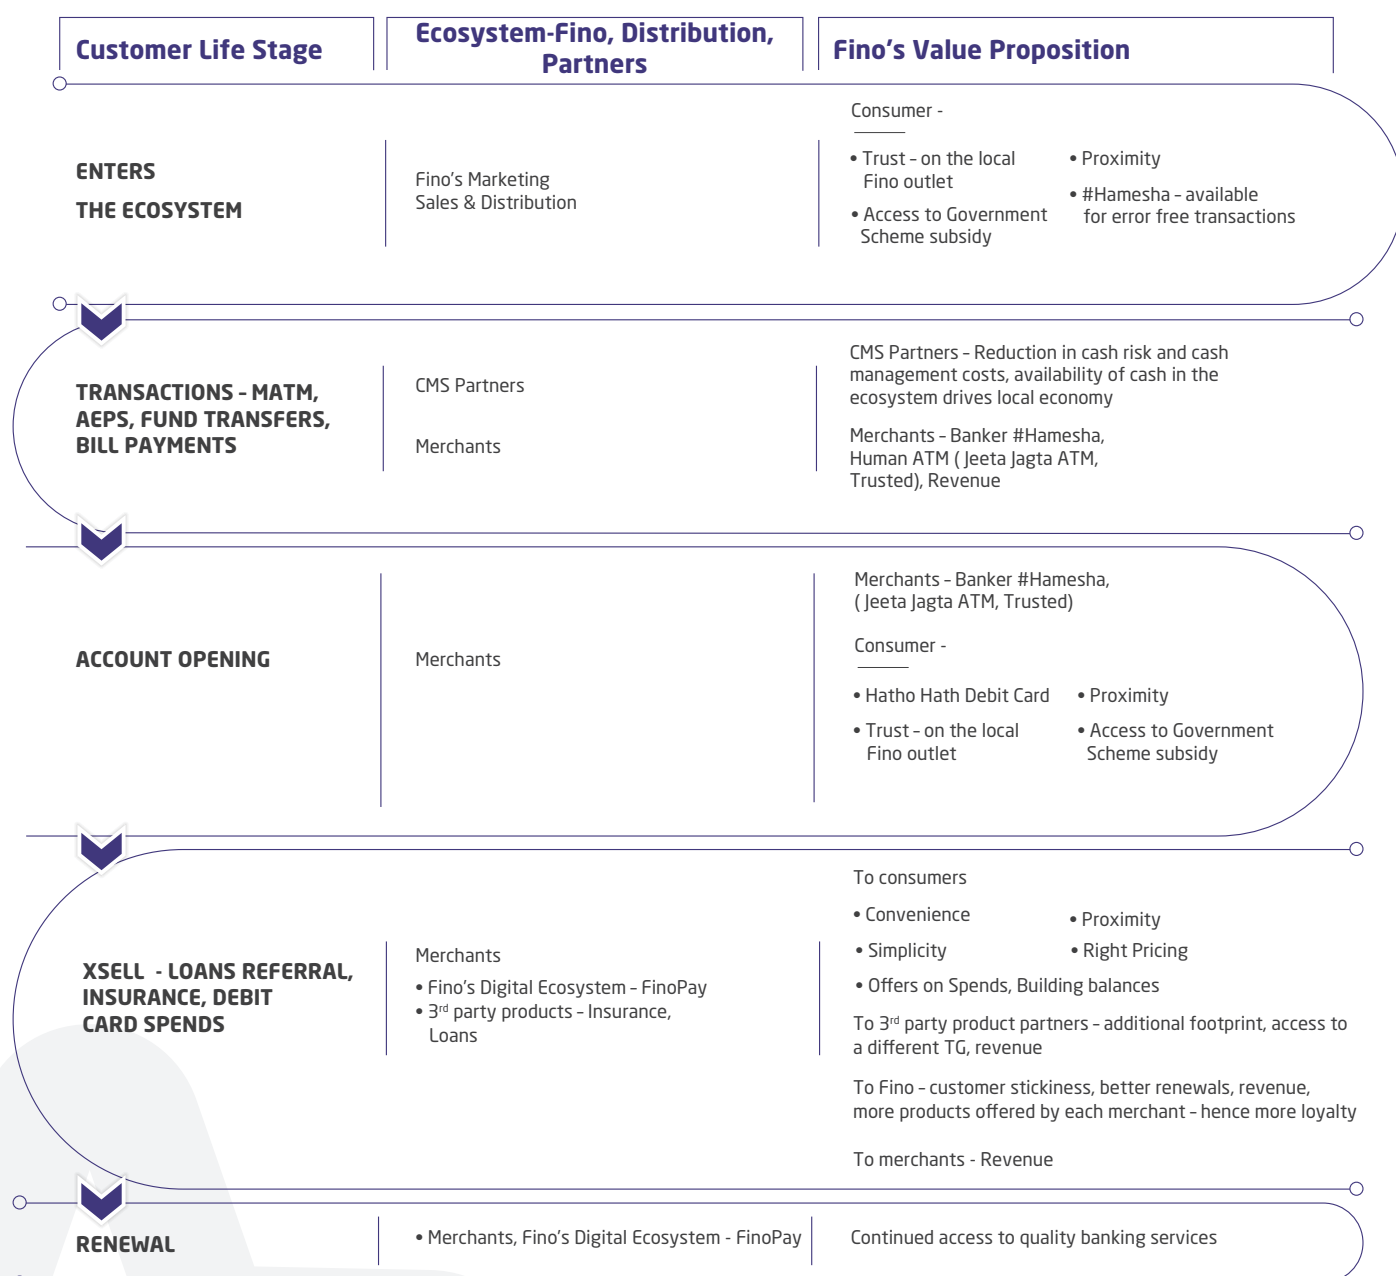 Customer Life Stage
Ecosystem-Fino, Distribution,
Partners
Fino's Value Proposition
ENTERS
THE ECOSYSTEM
Fino's Marketing
Sales & Distribution
Consumer -
• Trust – on the local
Fino outlet
• Access to Government
Scheme subsidy
• Proximity
• #Hamesha – available
for error free transactions
TRANSACTIONS – MATM,
AEPS, FUND TRANSFERS,
BILL PAYMENTS
CMS Partners
Merchants
CMS Partners – Reduction in cash risk and cash
management costs, availability of cash in the
ecosystem drives local economy
Merchants – Banker #Hamesha,
Human ATM ( Jeeta Jagta ATM,
Trusted), Revenue
ACCOUNT OPENING
Merchants
Merchants – Banker #Hamesha,
( Jeeta Jagta ATM, Trusted)
Consumer -
• Hatho Hath Debit Card
• Trust – on the local
Fino outlet
• Proximity
• Access to Government
Scheme subsidy
XSELL - LOANS REFERRAL,
INSURANCE, DEBIT
CARD SPENDS
Merchants
• Fino's Digital Ecosystem – FinoPay
• 3rd party products – Insurance,
Loans
To consumers
• Convenience
• Proximity
• Simplicity
• Right Pricing
• Offers on Spends, Building balances
To 3rd party product partners – additional footprint, access to
a different TG, revenue
To Fino – customer stickiness, better renewals, revenue,
more products offered by each merchant – hence more loyalty
To merchants - Revenue
RENEWAL
• Merchants, Fino's Digital Ecosystem - FinoPay
Continued access to quality banking services